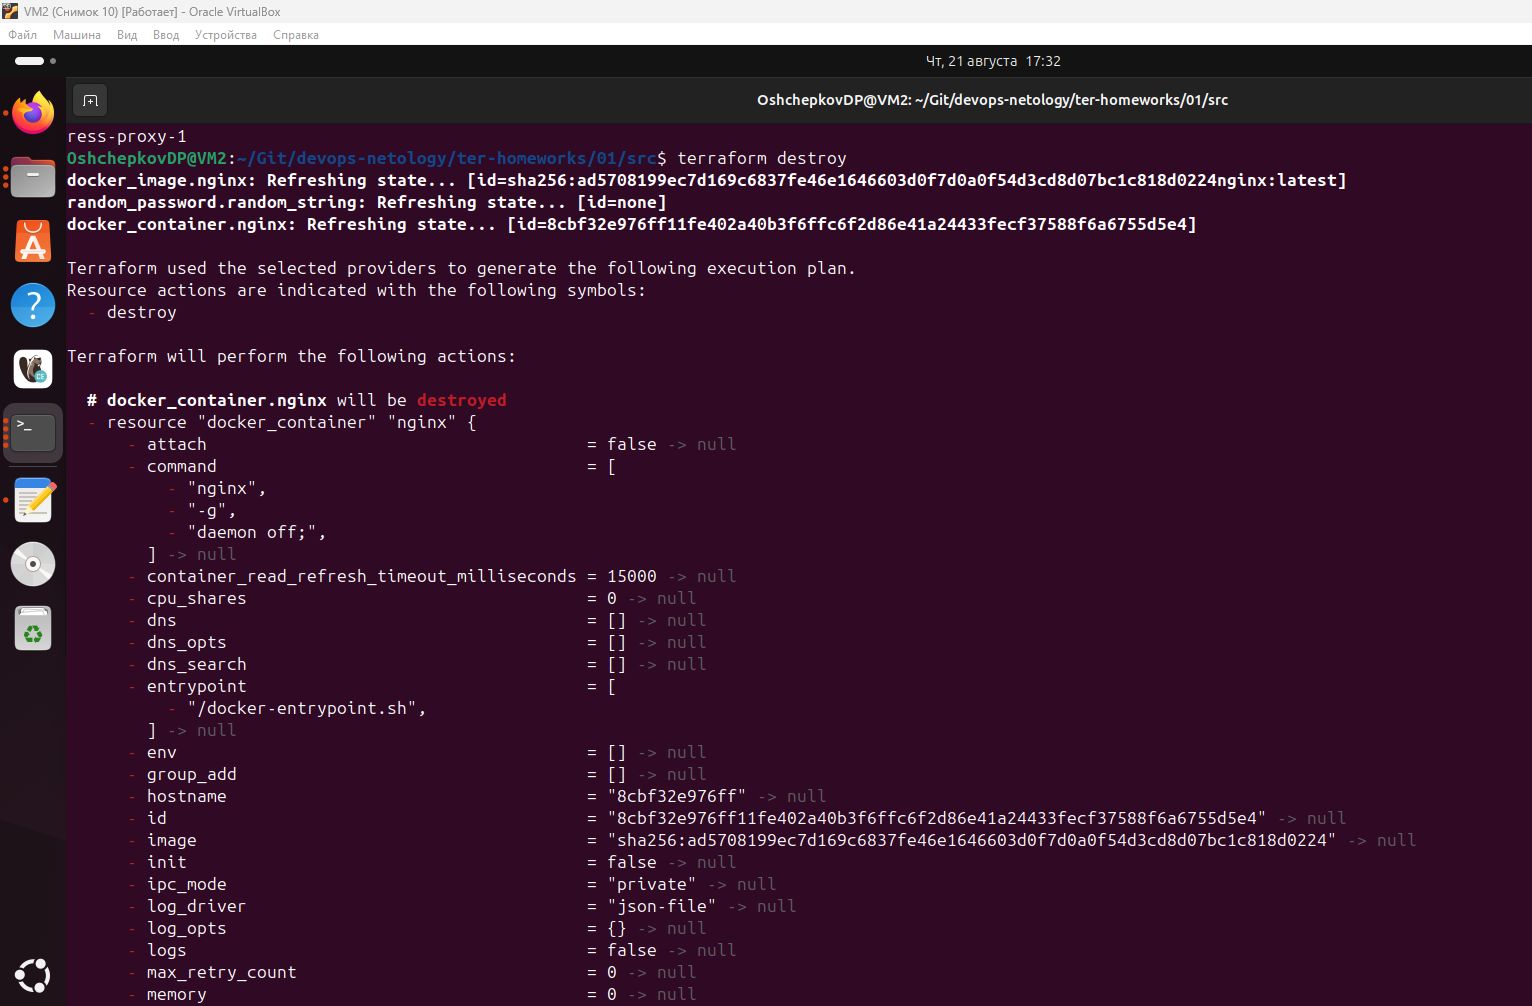 VM2 (Снимок 10) [Работает] - Oracle VirtualBox
Файл Машина Вид Ввод Устройства Справка
Чт, 21 августа 17:32
OshchepkovDP@VM2: ~/Git/devops-netology/ter-homeworks/01/src
ress-proxy-1
OshchepkovDP@VM2:~/Git/devops-netology/ter-homeworks/01/src$ terraform destroy
docker_image.nginx: Refreshing state... [id=sha256:ad5708199ec7d169c6837fe46e1646603d0f7d0a0f54d3cd8d07bc1c818d0224nginx:latest]
random_password.random_string: Refreshing state... [id=none]
docker_container.nginx: Refreshing state... [id=8cbf32e976ff11fe402a40b3f6ffc6f2d86e41a24433fecf37588f6a6755d5e4]
Terraform used the selected providers to generate the following execution plan.
Resource actions are indicated with the following symbols:
  - destroy
Terraform will perform the following actions:
  # docker_container.nginx will be destroyed
  - resource "docker_container" "nginx" {
      - attach                                      = false -> null
      - command                                     = [
          - "nginx",
          - "-g",
          - "daemon off;",
        ] -> null
      - container_read_refresh_timeout_milliseconds = 15000 -> null
      - cpu_shares                                  = 0 -> null
      - dns                                         = [] -> null
      - dns_opts                                    = [] -> null
      - dns_search                                  = [] -> null
      - entrypoint                                  = [
          - "/docker-entrypoint.sh",
        ] -> null
      - env                                         = [] -> null
      - group_add                                   = [] -> null
      - hostname                                    = "8cbf32e976ff" -> null
      - id                                          = "8cbf32e976ff11fe402a40b3f6ffc6f2d86e41a24433fecf37588f6a6755d5e4" -> null
      - image                                       = "sha256:ad5708199ec7d169c6837fe46e1646603d0f7d0a0f54d3cd8d07bc1c818d0224" -> null
      - init                                        = false -> null
      - ipc_mode                                    = "private" -> null
      - log_driver                                  = "json-file" -> null
      - log_opts                                    = {} -> null
      - logs                                        = false -> null
      - max_retry_count                             = 0 -> null
      - memory                                      = 0 -> null